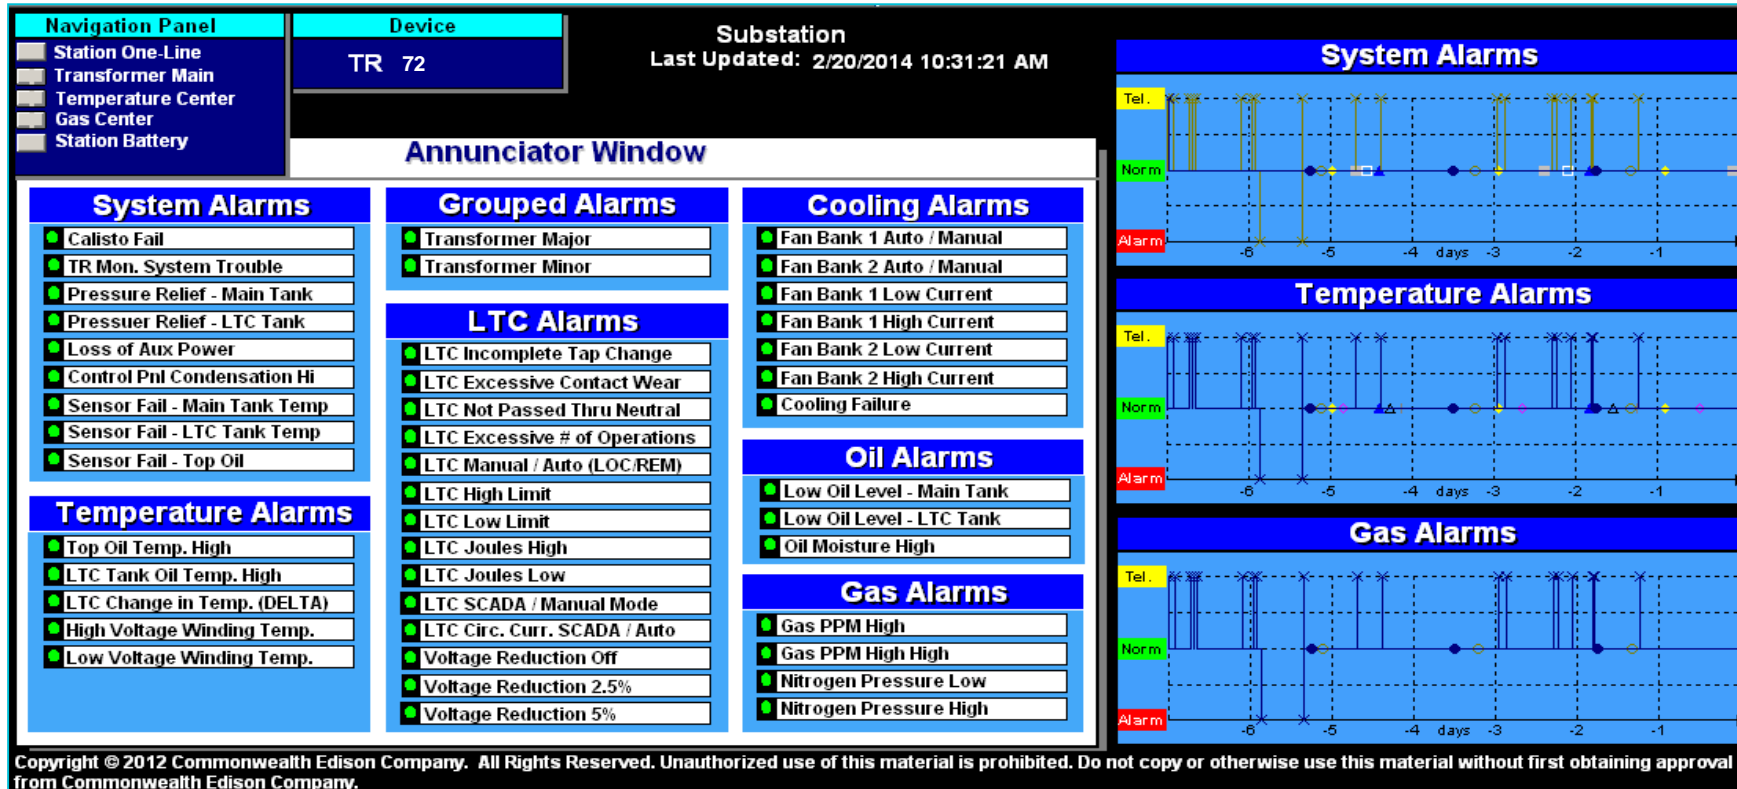 Navigation Panel
Station One-Line
Transformer Main
Temperature Center
Gas Center
Station Battery
Device
TR 72
Substation
Last Updated: 2/20/2014 10:31:21 AM
Annunciator Window
System Alarms
Calisto Fail
TR Mon. System Trouble
Pressure Relief - Main Tank
Pressuer Relief - LTC Tank
Loss of Aux Power
Control Pnl Condensation Hi
Sensor Fail - Main Tank Temp
Sensor Fail - LTC Tank Temp
Sensor Fail - Top Oil
Temperature Alarms
Top Oil Temp. High
LTC Tank Oil Temp. High
LTC Change in Temp. (DELTA)
High Voltage Winding Temp.
Low Voltage Winding Temp.
Grouped Alarms
Transformer Major
Transformer Minor
LTC Alarms
LTC Incomplete Tap Change
LTC Excessive Contact Wear
LTC Not Passed Thru Neutral
LTC Excessive # of Operations
LTC Manual / Auto (LOC/REM)
LTC High Limit
LTC Low Limit
LTC Joules High
LTC Joules Low
LTC SCADA / Manual Mode
LTC Circ. Curr. SCADA / Auto
Voltage Reduction Off
Voltage Reduction 2.5%
Voltage Reduction 5%
Cooling Alarms
Fan Bank 1 Auto / Manual
Fan Bank 2 Auto / Manual
Fan Bank 1 Low Current
Fan Bank 1 High Current
Fan Bank 2 Low Current
Fan Bank 2 High Current
Cooling Failure
Oil Alarms
Low Oil Level - Main Tank
Low Oil Level - LTC Tank
Oil Moisture High
Gas Alarms
Gas PPM High
Gas PPM High High
Nitrogen Pressure Low
Nitrogen Pressure High
System Alarms
Tel.
Norm
Alarm
-6 -5 -4 days -3 -2 -1
Temperature Alarms
Tel.
Norm
Alarm
-6 -5 -4 days -3 -2 -1
Gas Alarms
Tel.
Norm
Alarm
-6 -5 -4 days -3 -2 -1
Copyright © 2012 Commonwealth Edison Company. All Rights Reserved. Unauthorized use of this material is prohibited. Do not copy or otherwise use this material without first obtaining approval
from Commonwealth Edison Company.